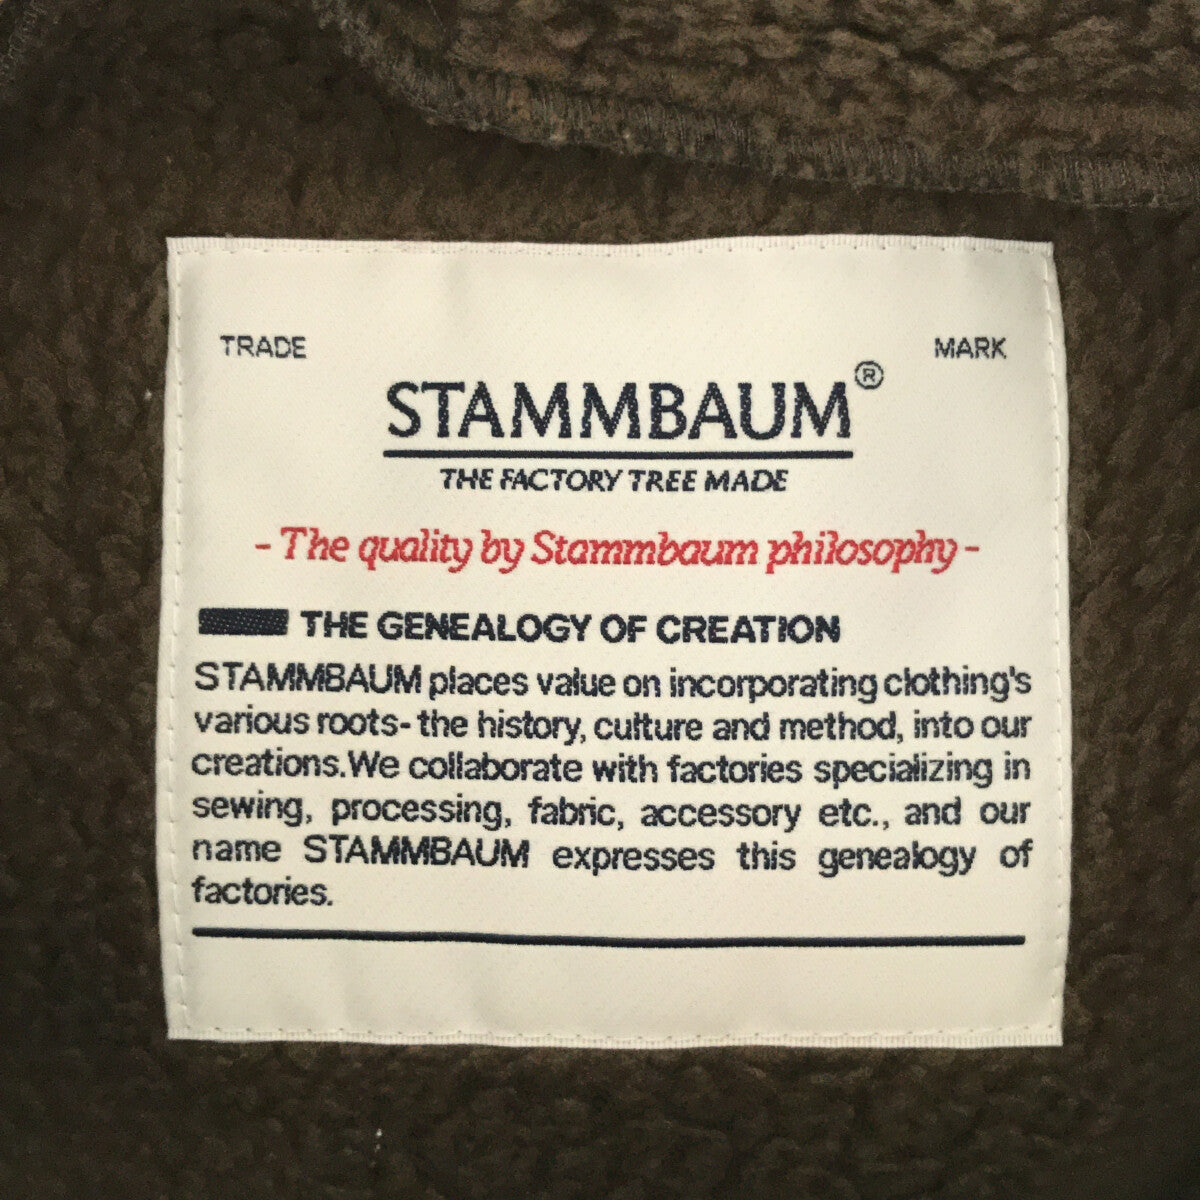 TRADE MARK
STAMMBAUM®
THE FACTORY TREE MADE
- The quality by Stammbaum philosophy -
THE GENEALOGY OF CREATION
STAMMBAUM places value on incorporating clothing's
various roots- the history, culture and method, into our
creations.We collaborate with factories specializing in
sewing, processing, fabric, accessory etc., and our
name STAMMBAUM expresses this genealogy of
factories.